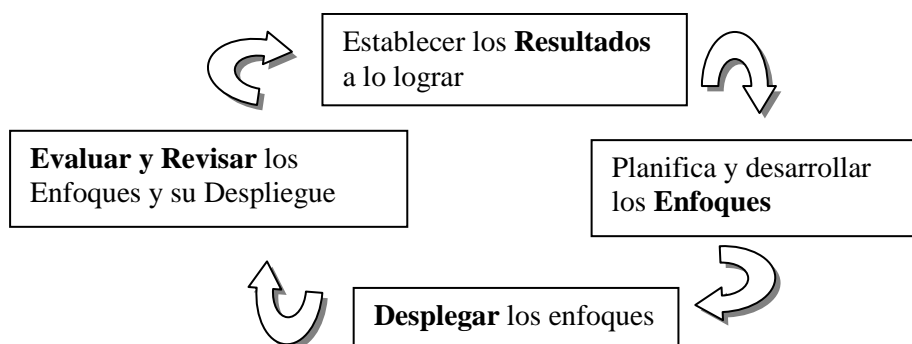 Establecer los Resultados
a lo lograr
Evaluar y Revisar los
Enfoques y su Despliegue
Planifica y desarrollar
los Enfoques
Desplegar los enfoques